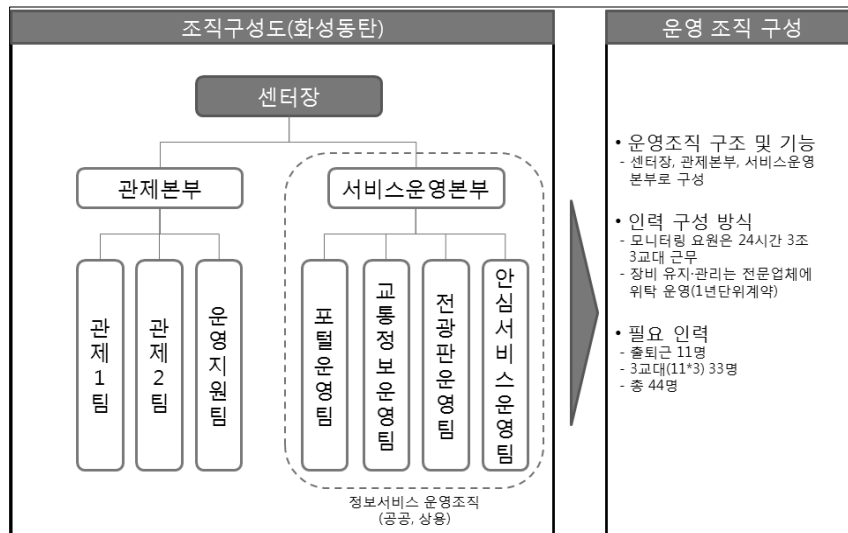 조직구성도(화성동탄)
센터장
관제본부
서비스운영본부
관제1팀
관제2팀
운영지원팀
포털운영팀
교통정보운영팀
전광판운영팀
안심서비스운영팀
정보서비스 운영조직
(공공, 상용)
운영 조직 구성
• 운영조직 구조 및 기능
- 센터장, 관제본부, 서비스운영
본부로 구성
• 인력 구성 방식
- 모니터링 요원은 24시간 3조
3교대 근무
- 장비 유지·관리는 전문업체에
위탁 운영(1년단위계약)
• 필요 인력
- 출퇴근 11명
- 3교대(11*3) 33명
- 총 44명